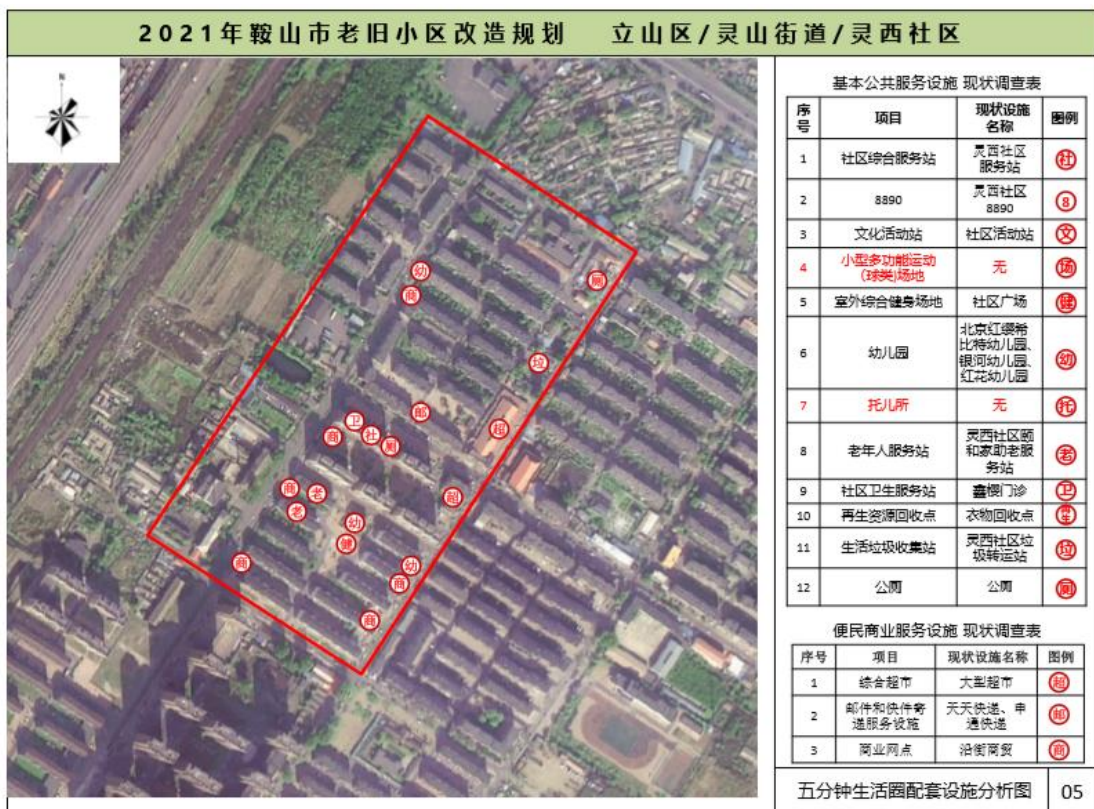 2021年鞍山市老旧小区改造规划 立山区/灵山街道/灵西社区
N
幼
商
厕
垃
邮
超
卫
社
厕
商
商
老
老
超
幼
健
商
幼
商
商
基本公共服务设施 现状调查表
序号 项目 现状设施名称 图例
1 社区综合服务站 灵西社区服务站 社
2 8890 灵西社区8890 8
3 文化活动站 社区活动站 文
4 小型多功能运动(球类)场地 无 场
5 室外综合健身场地 社区广场 健
6 幼儿园 北京红缨希比特幼儿园、银河幼儿园、红花幼儿园 幼
7 托儿所 无 托
8 老年人服务站 灵西社区颐和家助老服务站 老
9 社区卫生服务站 鑫樱门诊 卫
10 再生资源回收点 衣物回收点
11 生活垃圾收集站 灵西社区垃圾转运站 垃
12 公厕 公厕 厕
便民商业服务设施 现状调查表
序号 项目 现状设施名称 图例
1 综合超市 大型超市 超
2 邮件和快件寄递服务设施 天天快递、申通快递 邮
3 商业网点 沿街商贸 商
五分钟生活圈配套设施分析图 05